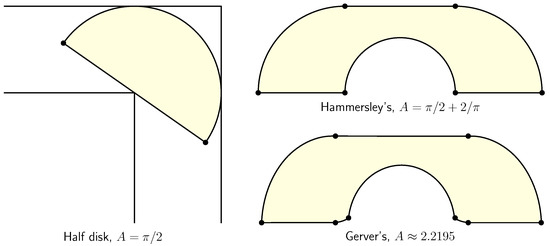 Hammersley's, A = π/2 + 2/π
Half disk, A = π/2
Gerver's, A ≈ 2.2195